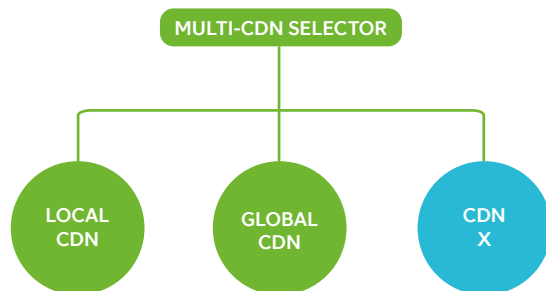 MULTI-CDN SELECTOR
LOCAL
CDN
GLOBAL
CDN
CDN
X